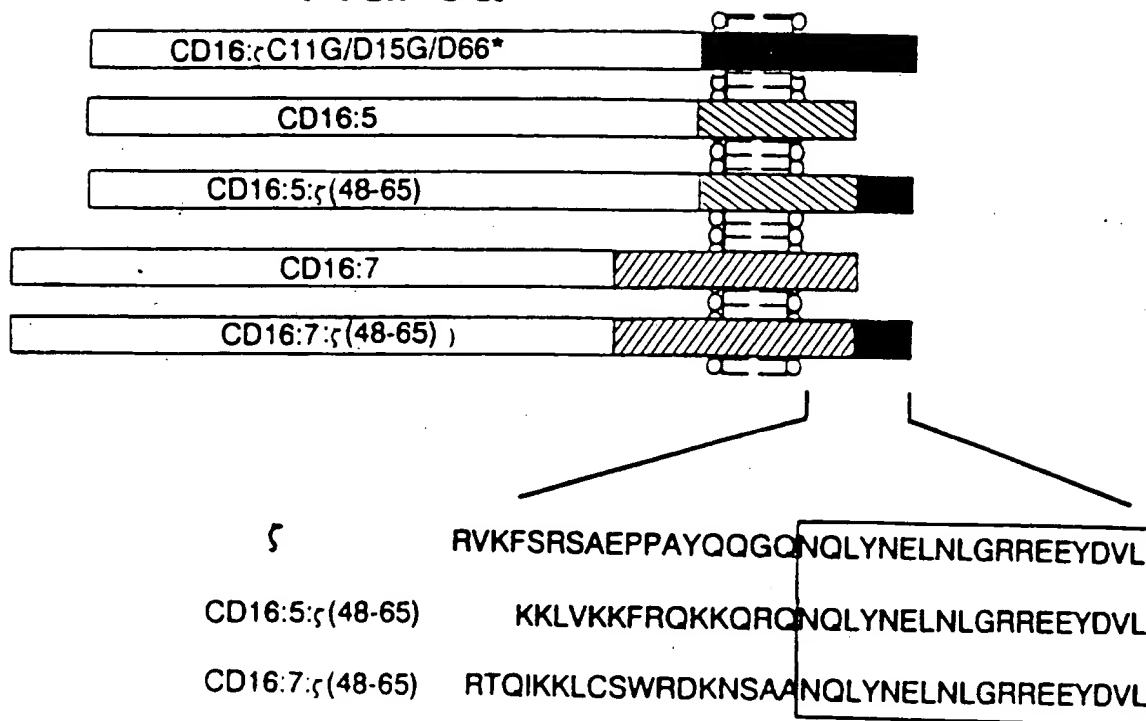 CD16:ζC11G/D15G/D66*
CD16:5
CD16:5:ζ(48-65)
CD16:7
CD16:7:ζ(48-65) )
ζ RVKFSRSAEPPAYQQGQNQLYNELNLGRREEYDVL
CD16:5:ζ(48-65) KKLVKKFRQKKQRQNQLYNELNLGRREEYDVL
CD16:7:ζ(48-65) RTQIKKLCSWRDKNSAANQLYNELNLGRREEYDVL